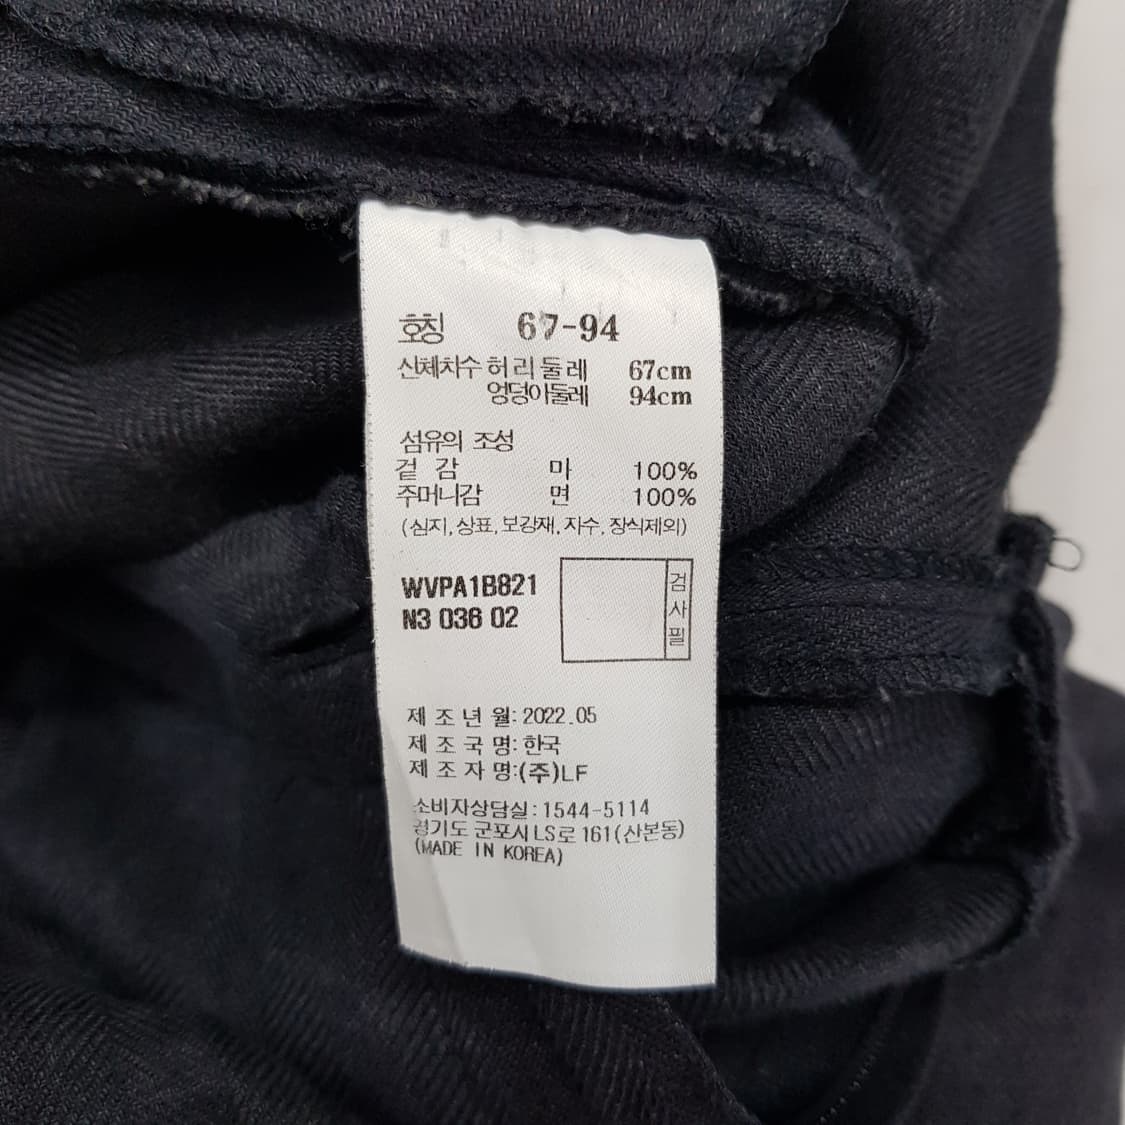 호칭 67-94
신체치수 허리둘레 67cm
엉덩이둘레 94cm
섬유의 조성
겉감 마 100%
주머니감 면 100%
(심지, 상표, 보강재, 자수, 장식제외)
WVPA1B821
N3 036 02
검사필
제조년월: 2022.05
제조국명: 한국
제조자명: (주)LF
소비자상담실: 1544-5114
경기도 군포시 LS로 161(산본동)
(MADE IN KOREA)